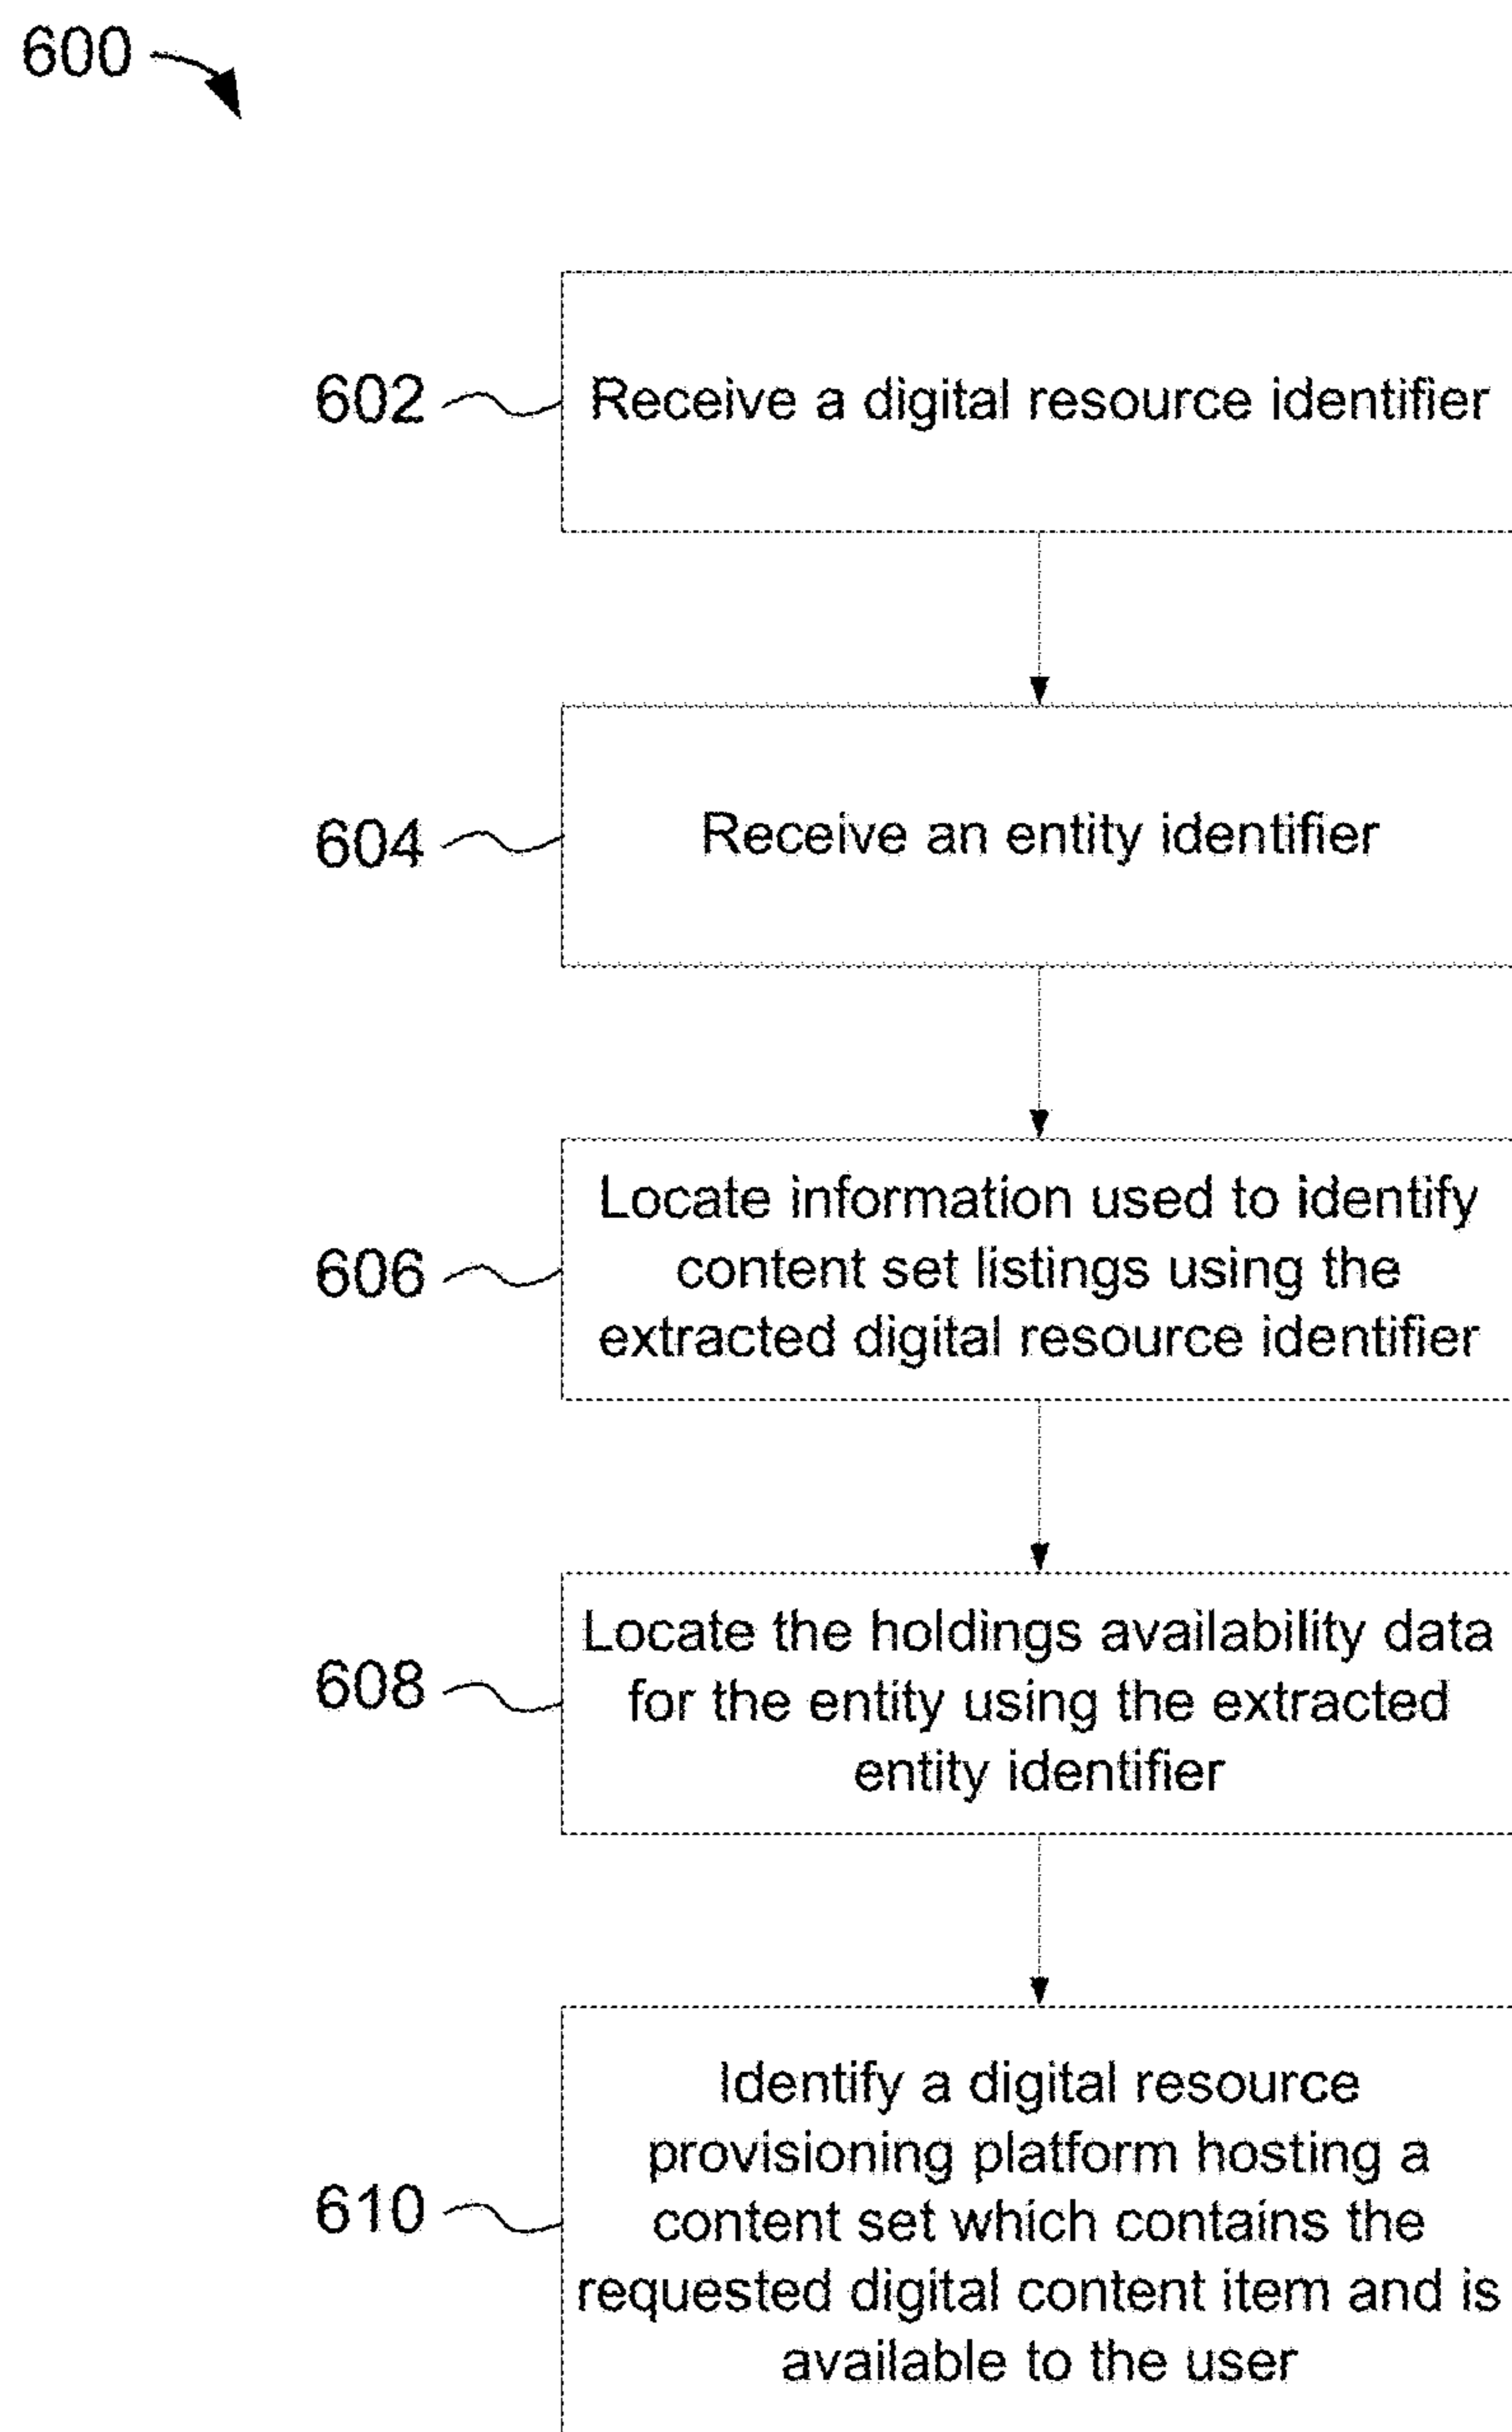 600
602
Receive a digital resource identifier
604
Receive an entity identifier
606
Locate information used to identify
content set listings using the
extracted digital resource identifier
608
Locate the holdings availability data
for the entity using the extracted
entity identifier
610
Identify a digital resource
provisioning platform hosting a
content set which contains the
requested digital content item and is
available to the user